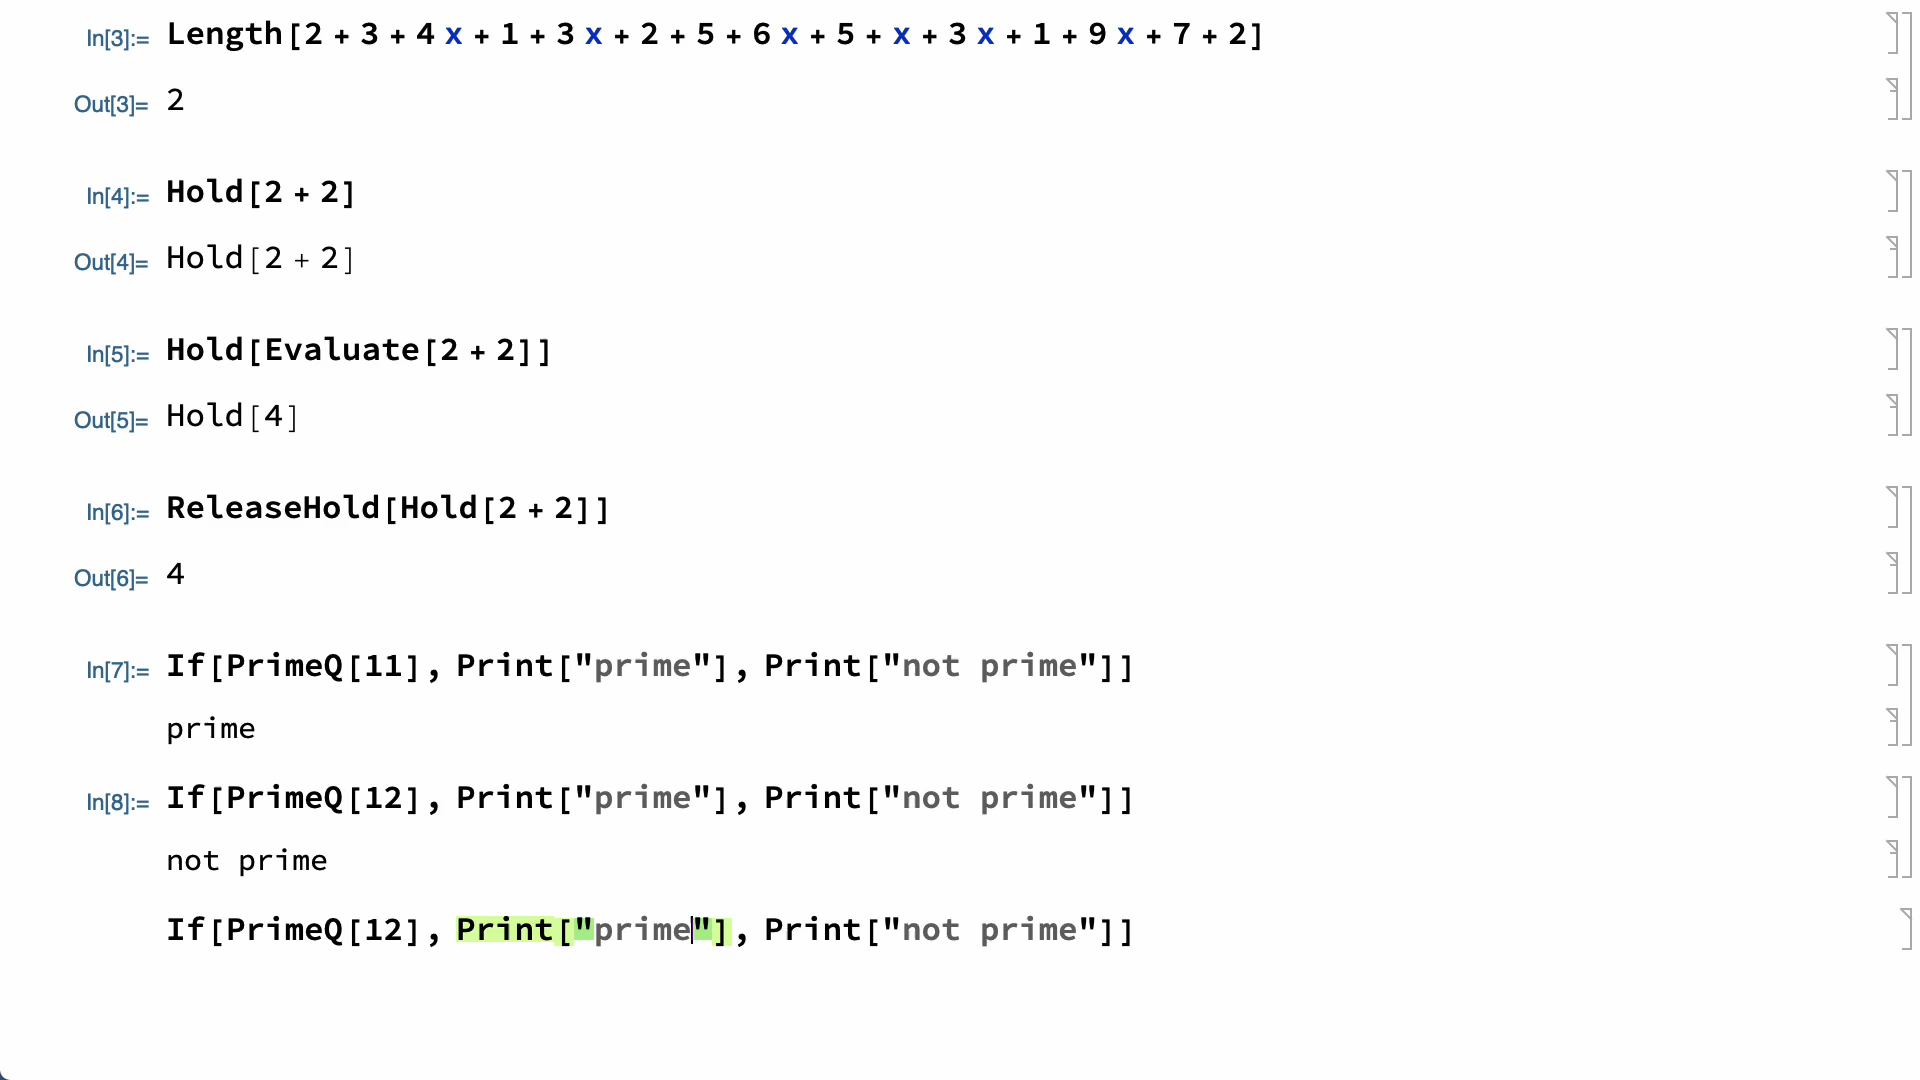 In[3]:= Length[2 + 3 + 4 x + 1 + 3 x + 2 + 5 + 6 x + 5 + x + 3 x + 1 + 9 x + 7 + 2]
Out[3]= 2
In[4]:= Hold[2 + 2]
Out[4]= Hold[2 + 2]
In[5]:= Hold[Evaluate[2 + 2]]
Out[5]= Hold[4]
In[6]:= ReleaseHold[Hold[2 + 2]]
Out[6]= 4
In[7]:= If[PrimeQ[11], Print["prime"], Print["not prime"]]
prime
In[8]:= If[PrimeQ[12], Print["prime"], Print["not prime"]]
not prime
If[PrimeQ[12], Print["prime"], Print["not prime"]]